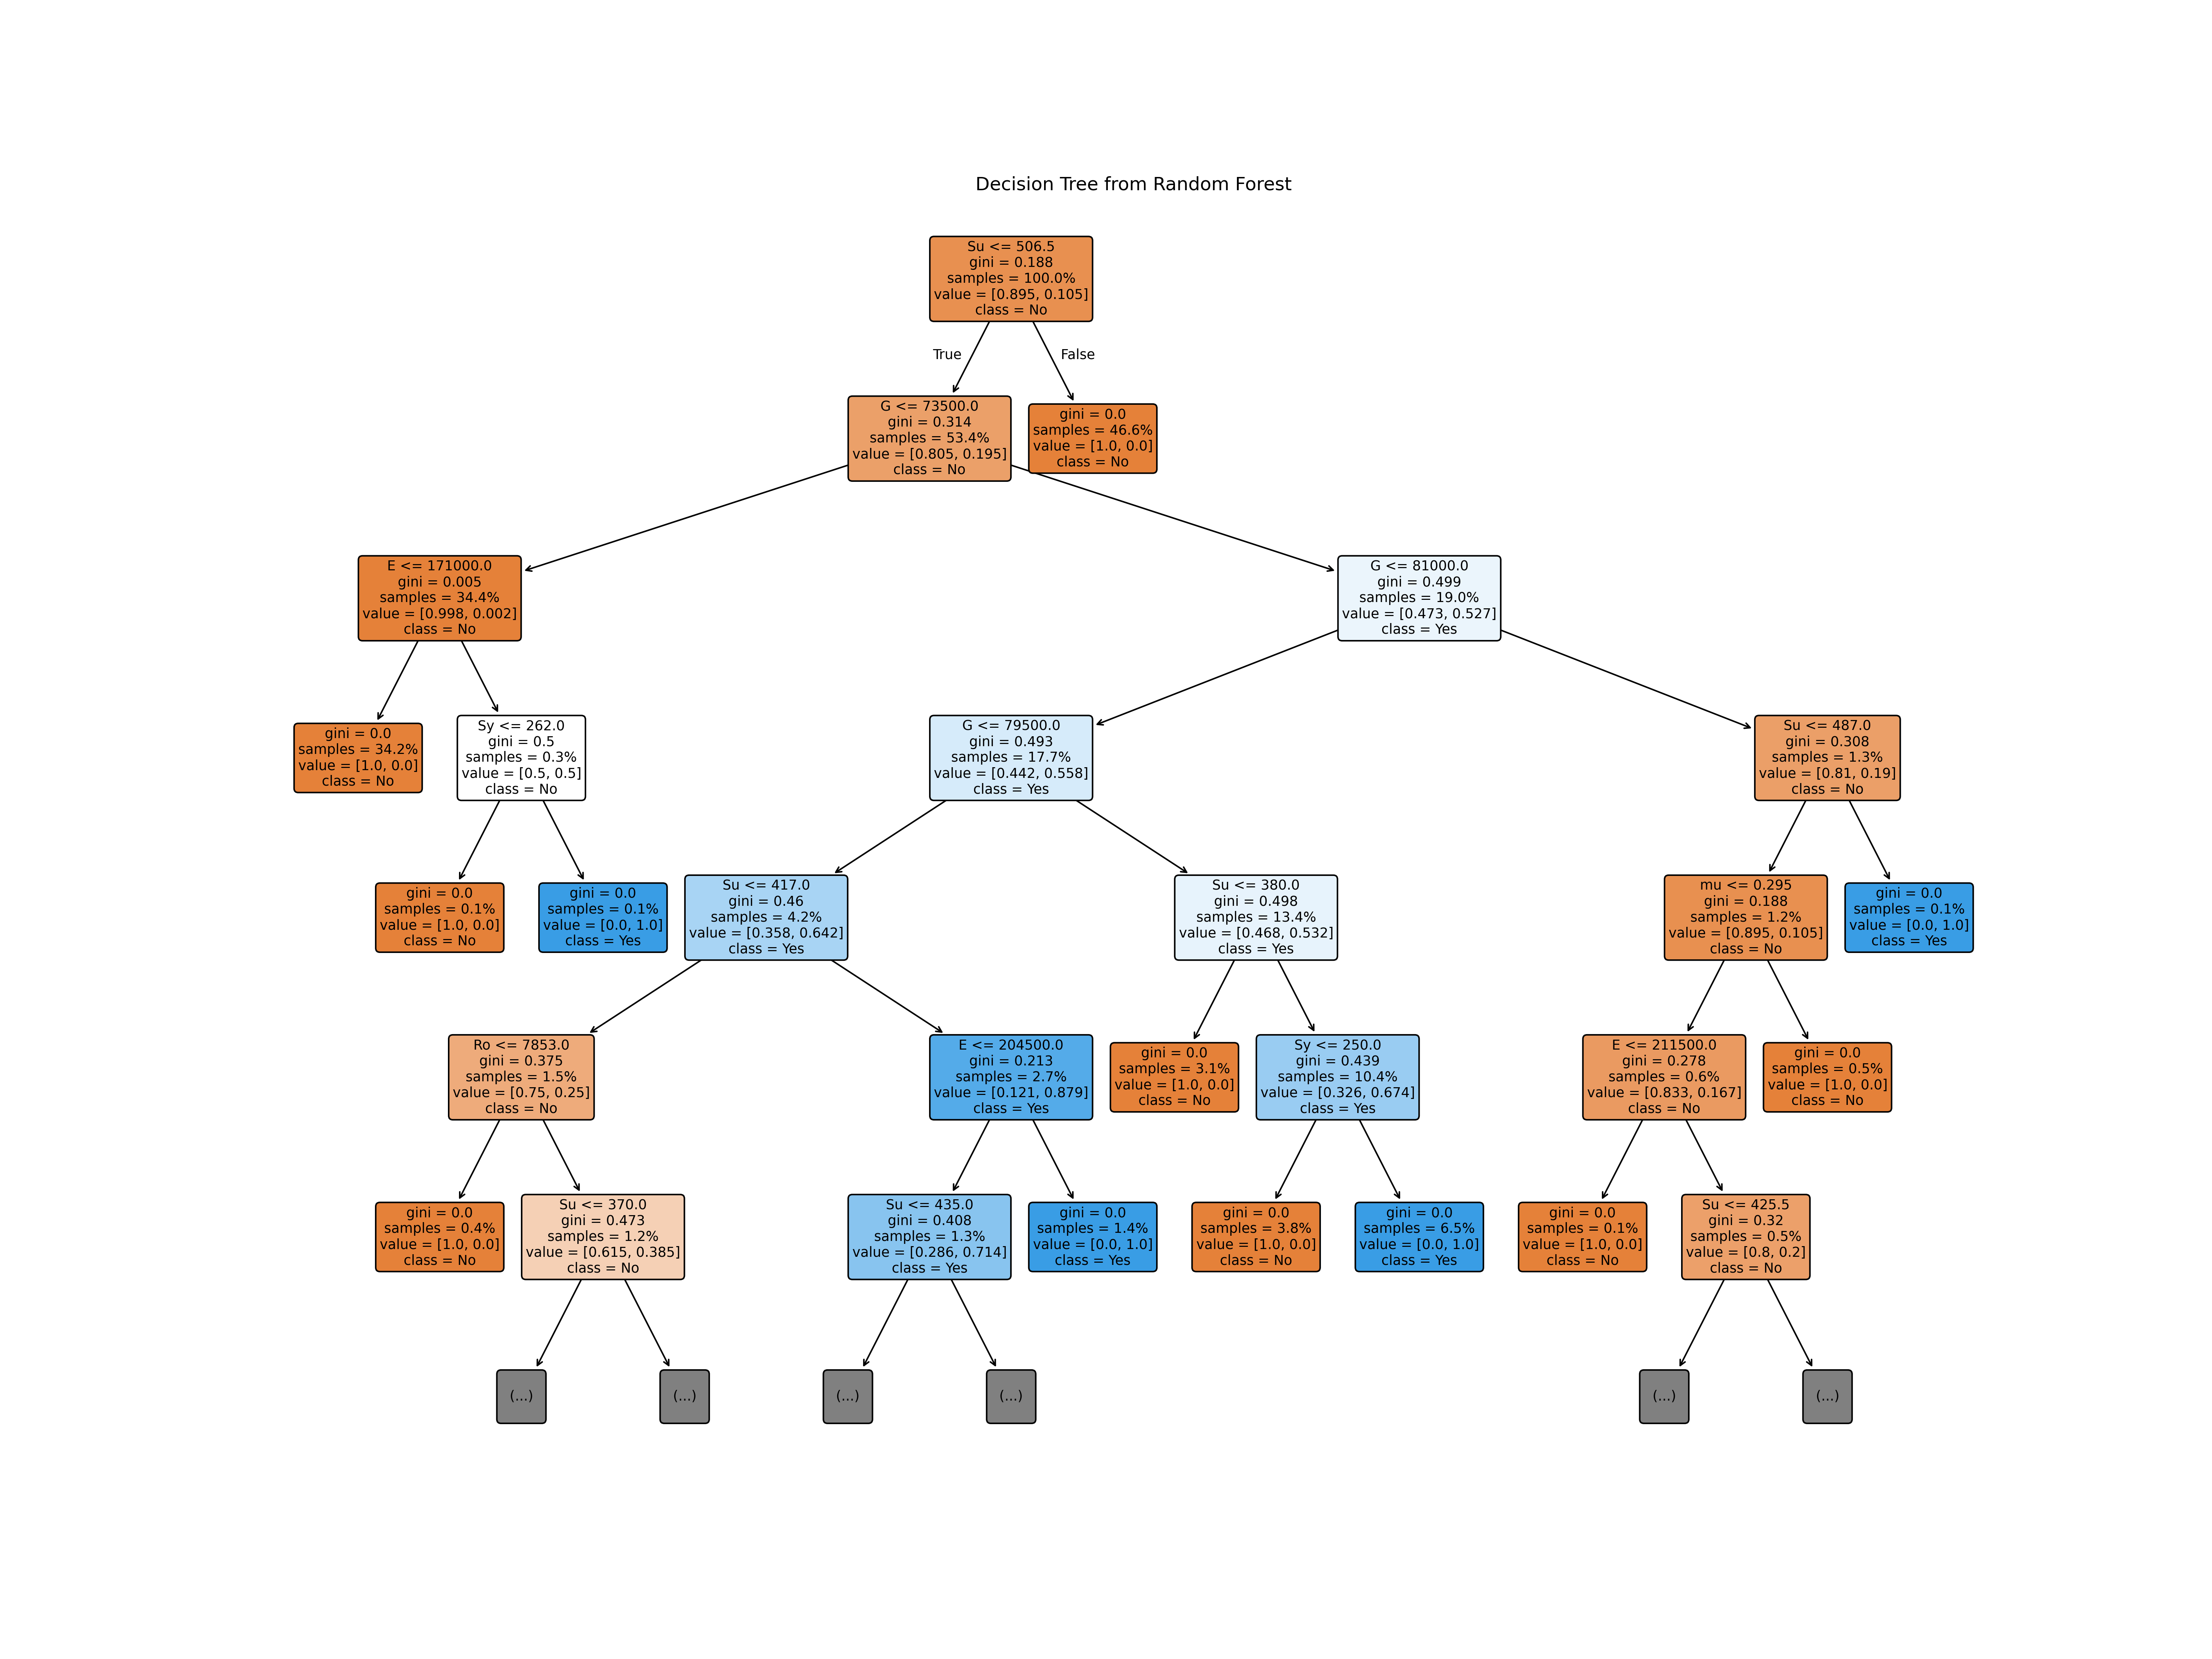 Decision Tree from Random Forest
Su <= 506.5
gini = 0.188
samples = 100.0%
value = [0.895, 0.105]
class = No
True
False
G <= 73500.0
gini = 0.314
samples = 53.4%
value = [0.805, 0.195]
class = No
gini = 0.0
samples = 46.6%
value = [1.0, 0.0]
class = No
E <= 171000.0
gini = 0.005
samples = 34.4%
value = [0.998, 0.002]
class = No
G <= 81000.0
gini = 0.499
samples = 19.0%
value = [0.473, 0.527]
class = Yes
gini = 0.0
samples = 34.2%
value = [1.0, 0.0]
class = No
Sy <= 262.0
gini = 0.5
samples = 0.3%
value = [0.5, 0.5]
class = No
G <= 79500.0
gini = 0.493
samples = 17.7%
value = [0.442, 0.558]
class = Yes
Su <= 487.0
gini = 0.308
samples = 1.3%
value = [0.81, 0.19]
class = No
gini = 0.0
samples = 0.1%
value = [1.0, 0.0]
class = No
gini = 0.0
samples = 0.1%
value = [0.0, 1.0]
class = Yes
Su <= 417.0
gini = 0.46
samples = 4.2%
value = [0.358, 0.642]
class = Yes
Su <= 380.0
gini = 0.498
samples = 13.4%
value = [0.468, 0.532]
class = Yes
mu <= 0.295
gini = 0.188
samples = 1.2%
value = [0.895, 0.105]
class = No
gini = 0.0
samples = 0.1%
value = [0.0, 1.0]
class = Yes
Ro <= 7853.0
gini = 0.375
samples = 1.5%
value = [0.75, 0.25]
class = No
E <= 204500.0
gini = 0.213
samples = 2.7%
value = [0.121, 0.879]
class = Yes
gini = 0.0
samples = 3.1%
value = [1.0, 0.0]
class = No
Sy <= 250.0
gini = 0.439
samples = 10.4%
value = [0.326, 0.674]
class = Yes
E <= 211500.0
gini = 0.278
samples = 0.6%
value = [0.833, 0.167]
class = No
gini = 0.0
samples = 0.5%
value = [1.0, 0.0]
class = No
gini = 0.0
samples = 0.4%
value = [1.0, 0.0]
class = No
Su <= 370.0
gini = 0.473
samples = 1.2%
value = [0.615, 0.385]
class = No
Su <= 435.0
gini = 0.408
samples = 1.3%
value = [0.286, 0.714]
class = Yes
gini = 0.0
samples = 1.4%
value = [0.0, 1.0]
class = Yes
gini = 0.0
samples = 3.8%
value = [1.0, 0.0]
class = No
gini = 0.0
samples = 6.5%
value = [0.0, 1.0]
class = Yes
gini = 0.0
samples = 0.1%
value = [1.0, 0.0]
class = No
Su <= 425.5
gini = 0.32
samples = 0.5%
value = [0.8, 0.2]
class = No
(...)
(...)
(...)
(...)
(...)
(...)